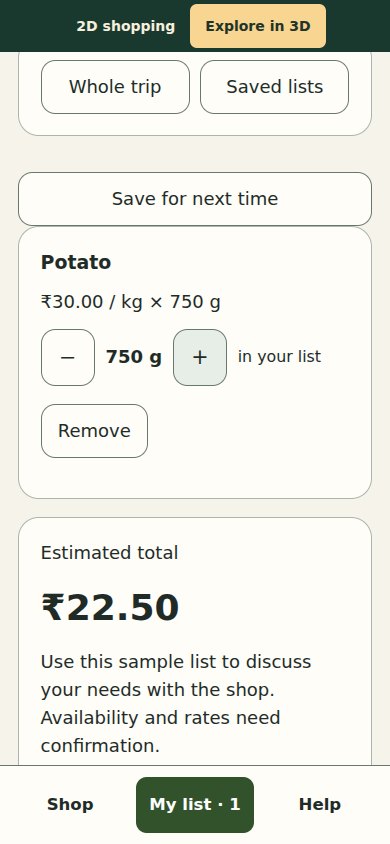 2D shopping Explore in 3D
Whole trip Saved lists
Save for next time
Potato
₹30.00 / kg × 750 g
− 750 g + in your list
Remove
Estimated total
₹22.50
Use this sample list to discuss
your needs with the shop.
Availability and rates need
confirmation.
Shop My list · 1 Help